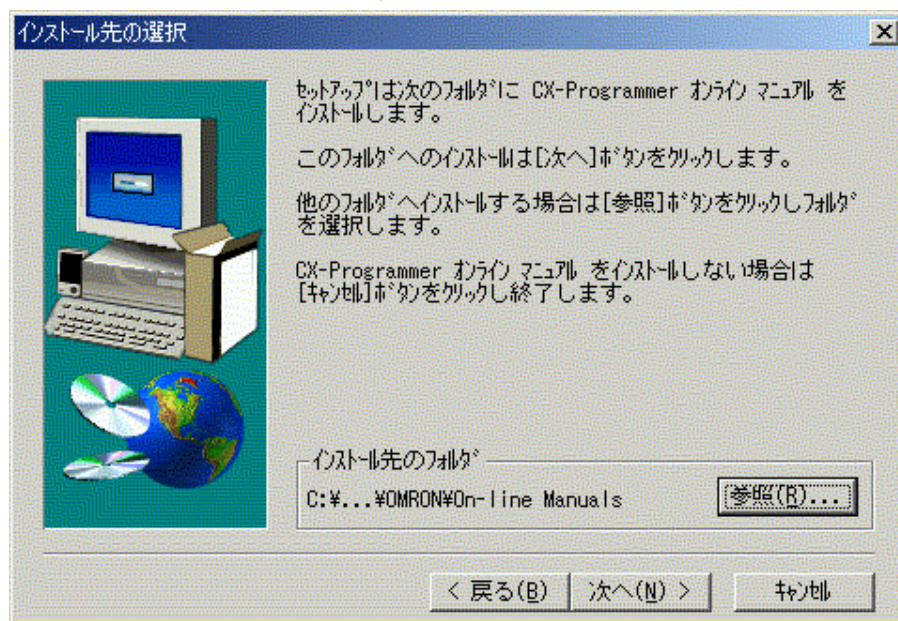 インストール先の選択
ｾｯﾄｱｯﾌﾟは次のﾌｫﾙﾀﾞに CX-Programmer ｵﾝﾗｲﾝ ﾏﾆｭｱﾙ を
ｲﾝｽﾄｰﾙします。
このﾌｫﾙﾀﾞへのｲﾝｽﾄｰﾙは[次へ]ﾎﾞﾀﾝをｸﾘｯｸします。
他のﾌｫﾙﾀﾞへｲﾝｽﾄｰﾙする場合は[参照]ﾎﾞﾀﾝをｸﾘｯｸしﾌｫﾙﾀﾞ
を選択します。
CX-Programmer ｵﾝﾗｲﾝ ﾏﾆｭｱﾙ をｲﾝｽﾄｰﾙしない場合は
[ｷｬﾝｾﾙ]ﾎﾞﾀﾝをｸﾘｯｸし終了します。
ｲﾝｽﾄｰﾙ先のﾌｫﾙﾀﾞ
C:¥...¥OMRON¥On-line Manuals
参照(R)...
< 戻る(B)
次へ(N) >
ｷｬﾝｾﾙ